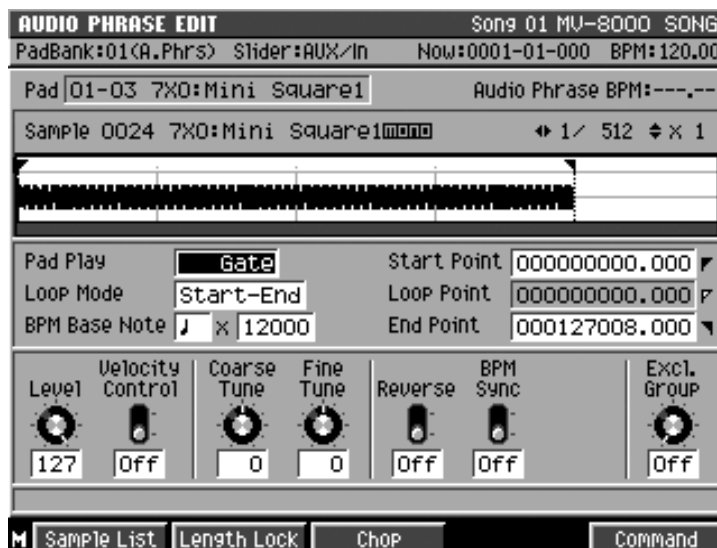 AUDIO PHRASE EDIT Song 01 MV-8000 SONG
PadBank:01(A.Phrs) Slider:AUX/In Now:0001-01-000 BPM:120.00
Pad 01-03 7X0:Mini Square1 Audio Phrase BPM:---.--
Sample 0024 7X0:Mini Square1 mono 1/ 512 x 1
Pad Play Gate Start Point 000000000.000
Loop Mode Start-End Loop Point 000000000.000
BPM Base Note ♩ x 12000 End Point 000127008.000
Level Velocity Control Coarse Tune Fine Tune Reverse BPM Sync Excl. Group
127 Off 0 0 Off Off Off
M Sample List Length Lock Chop Command